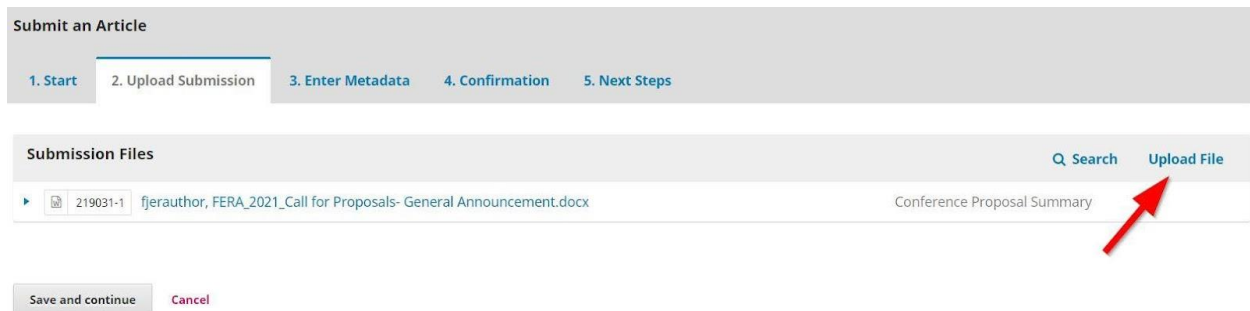 Submit an Article
1. Start 2. Upload Submission 3. Enter Metadata 4. Confirmation 5. Next Steps
Submission Files Search Upload File
219031-1 fjerauthor, FERA_2021_Call for Proposals- General Announcement.docx Conference Proposal Summary
Save and continue Cancel